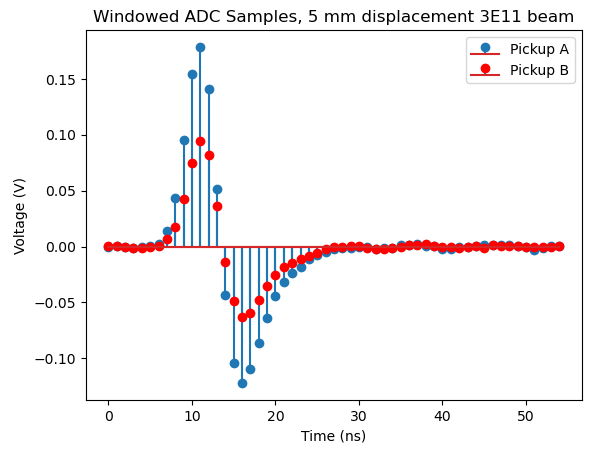 Windowed ADC Samples, 5 mm displacement 3E11 beam
Pickup A
Pickup B
0.15
0.10
0.05
0.00
−0.05
−0.10
Voltage (V)
0 10 20 30 40 50
Time (ns)